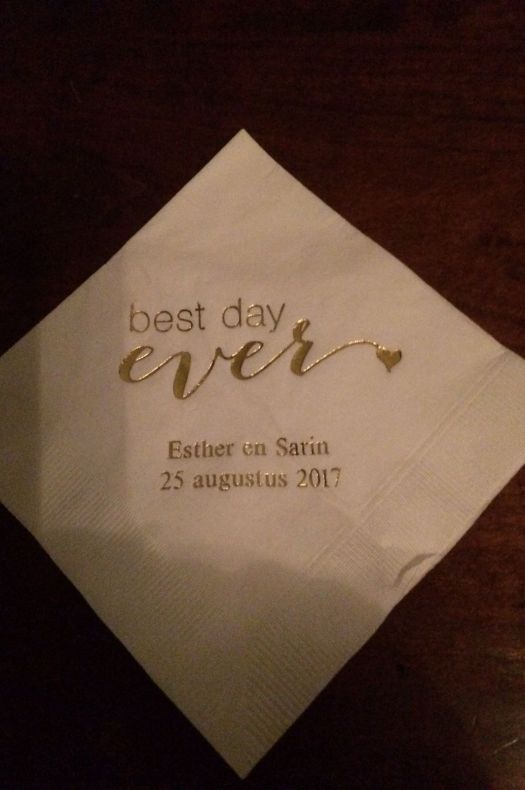 best day
ever
Esther en Sarin
25 augustus 2017